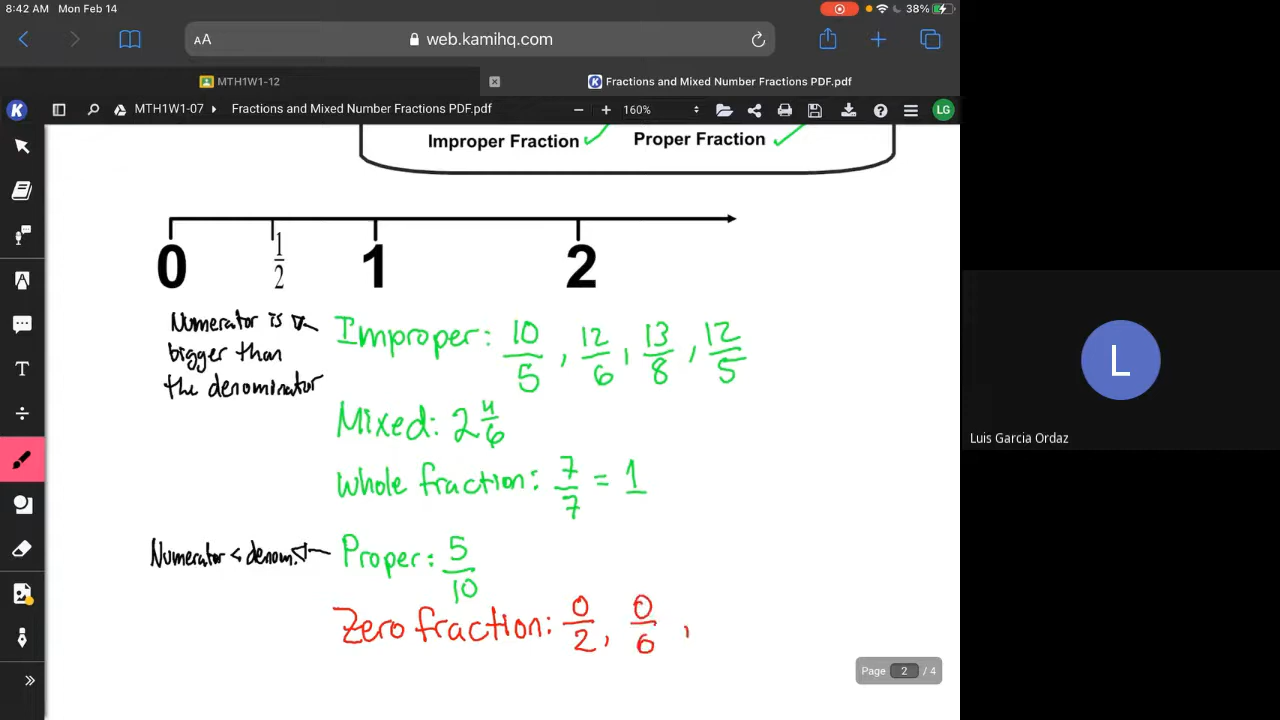 8:42 AM Mon Feb 14
38%
AA
web.kamihq.com
MTH1W1-12
Fractions and Mixed Number Fractions PDF.pdf
K
MTH1W1-07
Fractions and Mixed Number Fractions PDF.pdf
160%
LG
Improper Fraction ✓ Proper Fraction ✓
0 1/2 1 2
Numerator is
bigger than
the denominator
Improper: 10/5, 12/6, 13/8, 12/5
Mixed: 2 4/6
Whole fraction: 7/7 = 1
Numerator < denom.
Proper: 5/10
Zero fraction: 0/2, 0/6,
Page 2 / 4
L
Luis Garcia Ordaz